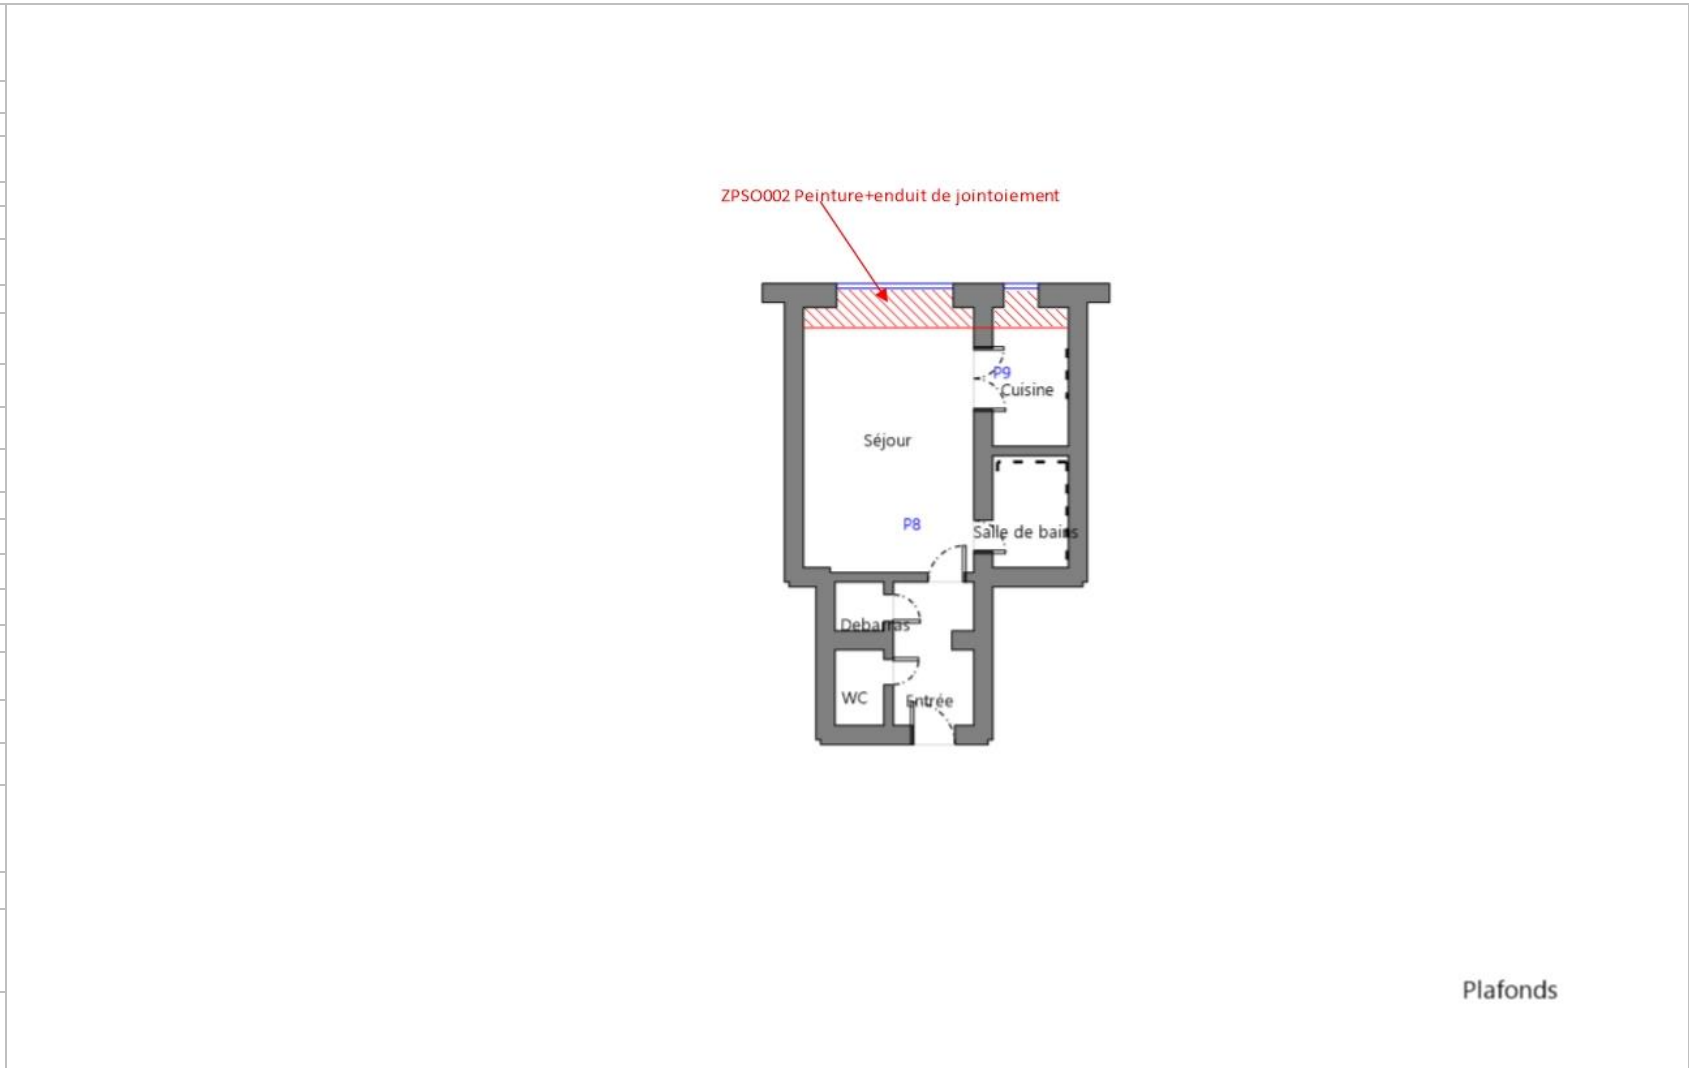 ZPSO002 Peinture+enduit de jointoiement
P9
Cuisine
Séjour
P8
Salle de bains
Debarras
WC
Entrée
Plafonds